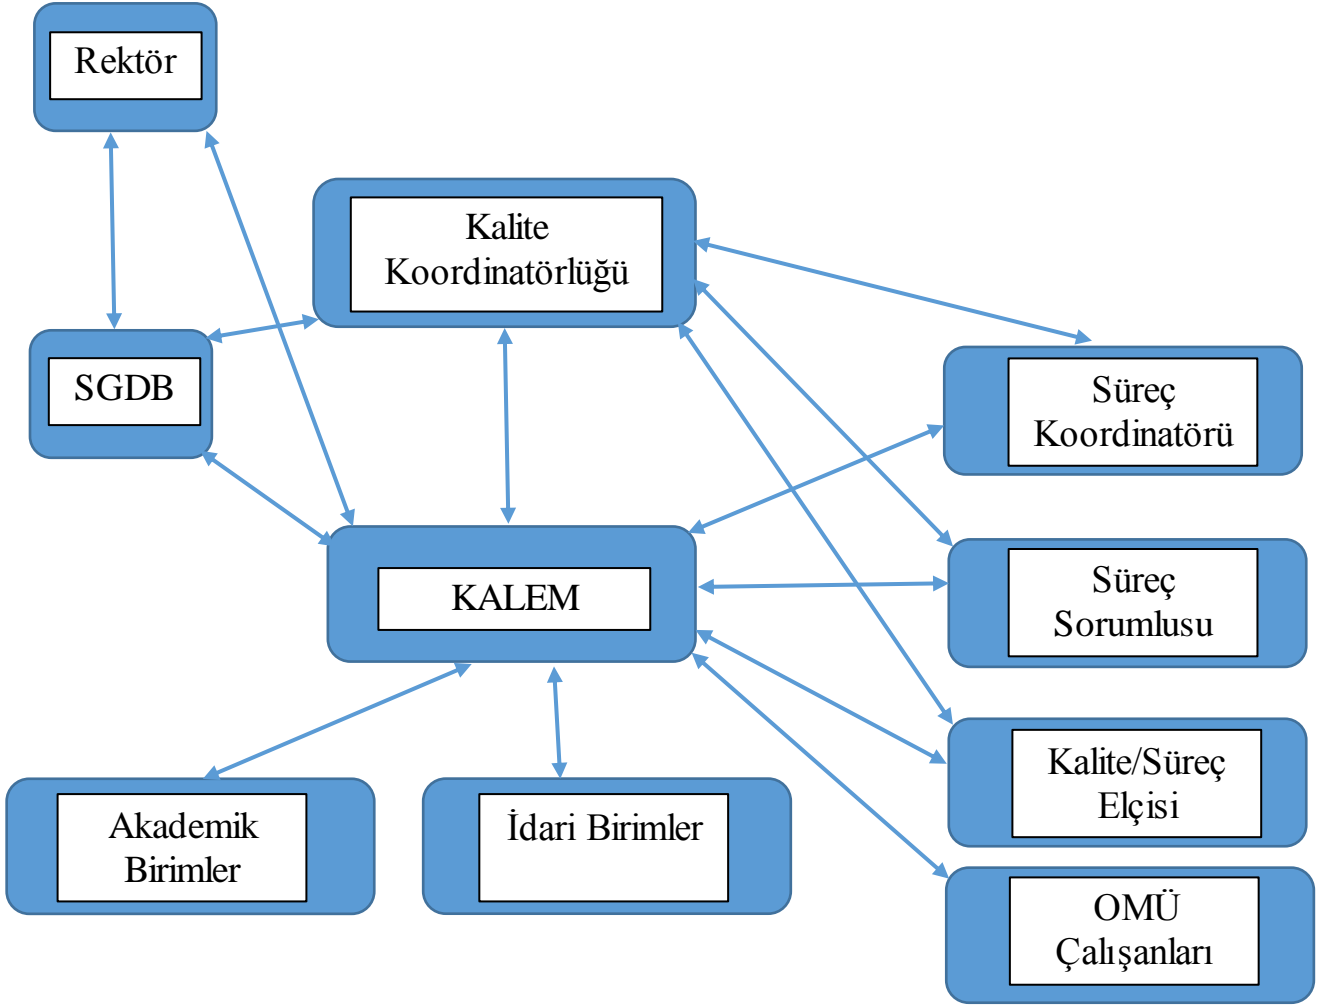 Rektör
Kalite
Koordinatörlüğü
SGDB
Süreç
Koordinatörü
KALEM
Süreç
Sorumlusu
Kalite/Süreç
Elçisi
Akademik
Birimler
İdari Birimler
OMÜ
Çalışanları